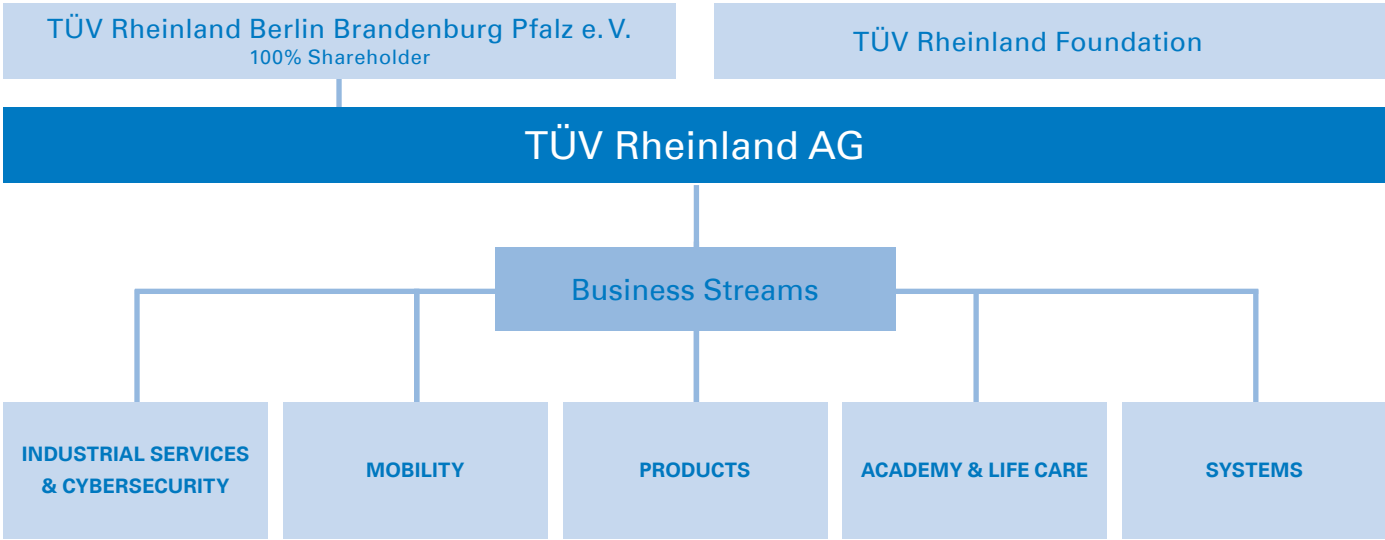 TÜV Rheinland Berlin Brandenburg Pfalz e. V.
100% Shareholder
TÜV Rheinland Foundation
TÜV Rheinland AG
Business Streams
INDUSTRIAL SERVICES
& CYBERSECURITY
MOBILITY
PRODUCTS
ACADEMY & LIFE CARE
SYSTEMS